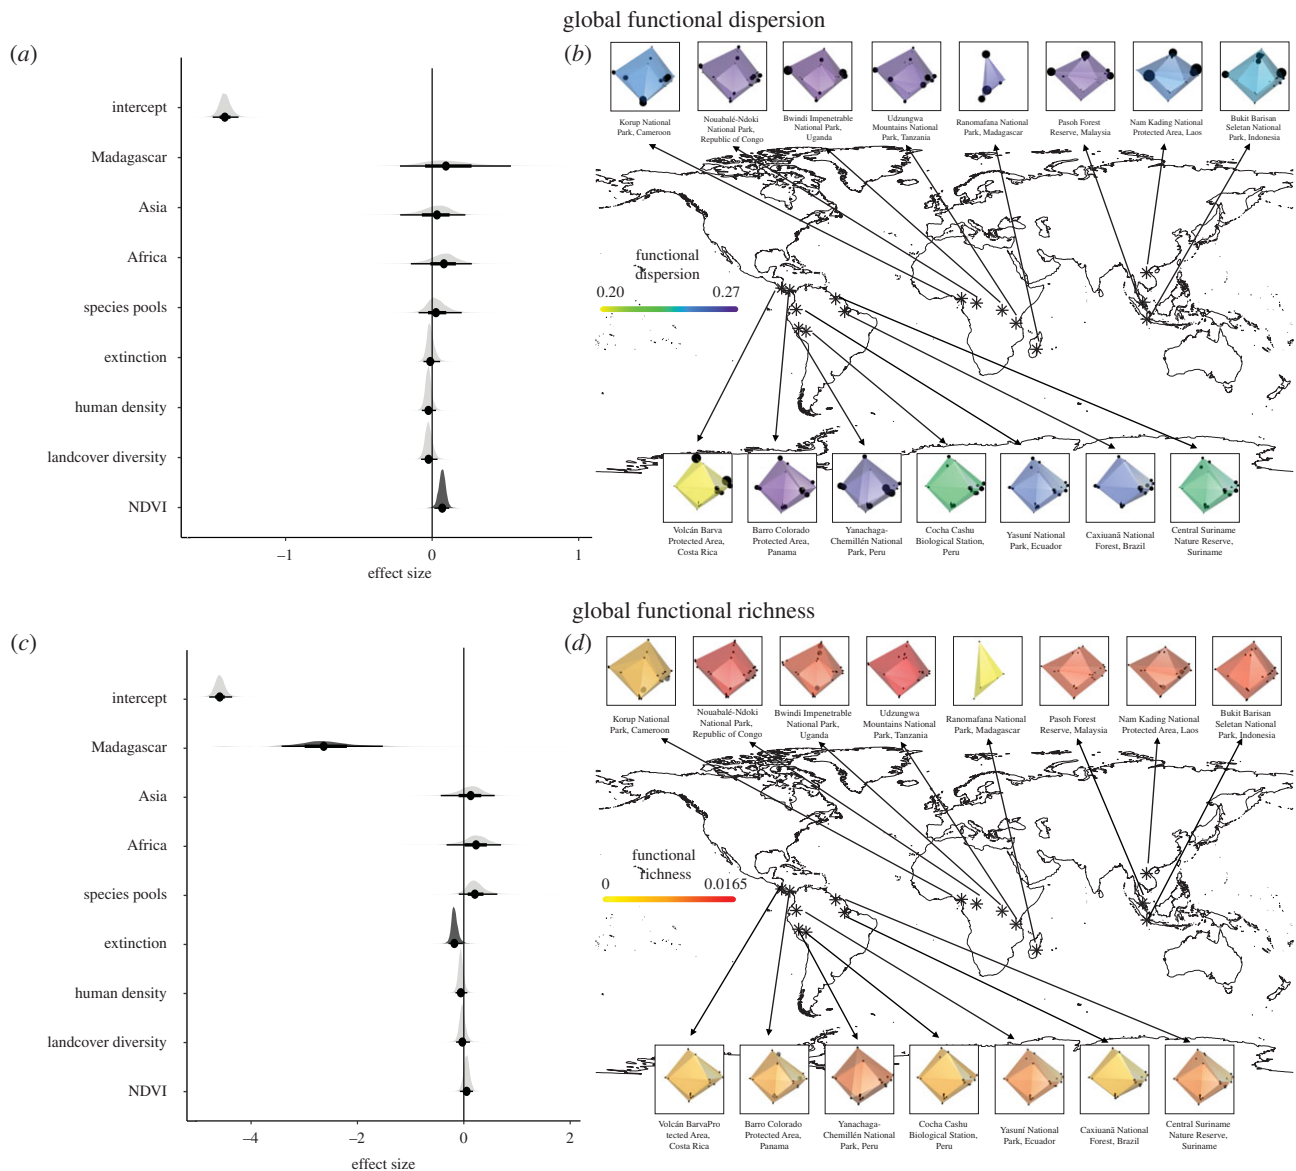 global functional dispersion
(a)
intercept
Madagascar
Asia
Africa
species pools
extinction
human density
landcover diversity
NDVI
–1
0
1
effect size
(b)
Korup National
Park, Cameroon
Nouabalé-Ndoki
National Park,
Republic of Congo
Bwindi Impenetrable
National Park,
Uganda
Udzungwa
Mountains National
Park, Tanzania
Ranomafana National
Park, Madagascar
Pasoh Forest
Reserve, Malaysia
Nam Kading National
Protected Area, Laos
Bukit Barisan
Seletan National
Park, Indonesia
functional
dispersion
0.20
0.27
Volcán Barva
Protected Area,
Costa Rica
Barro Colorado
Protected Area,
Panama
Yanachaga-
Chemillén National
Park, Peru
Cocha Cashu
Biological Station,
Peru
Yasuní National
Park, Ecuador
Caxiuanã National
Forest, Brazil
Central Suriname
Nature Reserve,
Suriname
global functional richness
(c)
intercept
Madagascar
Asia
Africa
species pools
extinction
human density
landcover diversity
NDVI
–4
–2
0
2
effect size
(d)
Korup National
Park, Cameroon
Nouabalé-Ndoki
National Park,
Republic of Congo
Bwindi Impenetrable
National Park,
Uganda
Udzungwa
Mountains National
Park, Tanzania
Ranomafana National
Park, Madagascar
Pasoh Forest
Reserve, Malaysia
Nam Kading National
Protected Area, Laos
Bukit Barisan
Seletan National
Park, Indonesia
functional
richness
0
0.0165
Volcán BarvaPro
tected Area,
Costa Rica
Barro Colorado
Protected Area,
Panama
Yanachaga-
Chemillén National
Park, Peru
Cocha Cashu
Biological Station,
Peru
Yasuní National
Park, Ecuador
Caxiuanã National
Forest, Brazil
Central Suriname
Nature Reserve,
Suriname